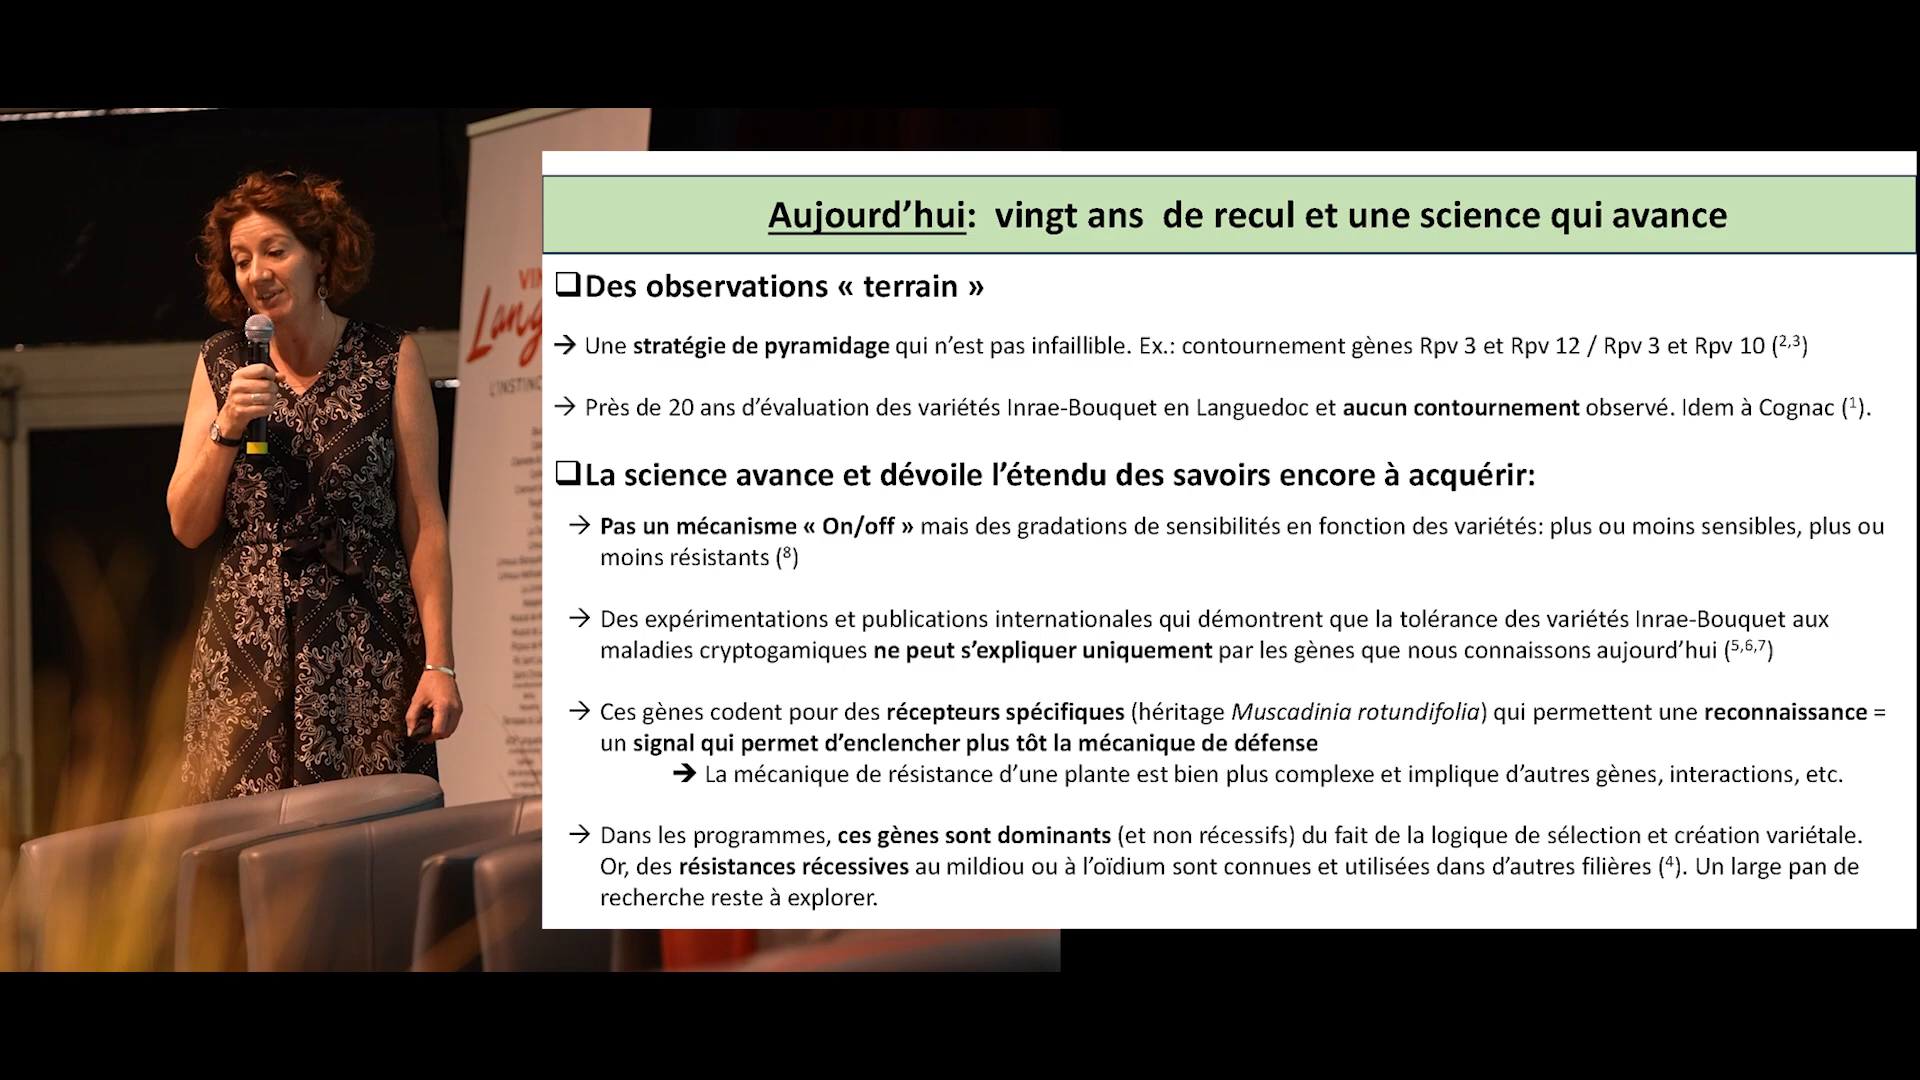 VIN
Lang
L'INSTINC
Aujourd'hui:  vingt ans  de recul et une science qui avance
❑Des observations « terrain »
→ Une stratégie de pyramidage qui n'est pas infaillible. Ex.: contournement gènes Rpv 3 et Rpv 12 / Rpv 3 et Rpv 10 (2,3)
→ Près de 20 ans d'évaluation des variétés Inrae-Bouquet en Languedoc et aucun contournement observé. Idem à Cognac (1).
❑La science avance et dévoile l'étendu des savoirs encore à acquérir:
→ Pas un mécanisme « On/off » mais des gradations de sensibilités en fonction des variétés: plus ou moins sensibles, plus ou
moins résistants (8)
→ Des expérimentations et publications internationales qui démontrent que la tolérance des variétés Inrae-Bouquet aux
maladies cryptogamiques ne peut s'expliquer uniquement par les gènes que nous connaissons aujourd'hui (5,6,7)
→ Ces gènes codent pour des récepteurs spécifiques (héritage Muscadinia rotundifolia) qui permettent une reconnaissance =
un signal qui permet d'enclencher plus tôt la mécanique de défense
→ La mécanique de résistance d'une plante est bien plus complexe et implique d'autres gènes, interactions, etc.
→ Dans les programmes, ces gènes sont dominants (et non récessifs) du fait de la logique de sélection et création variétale.
Or, des résistances récessives au mildiou ou à l'oïdium sont connues et utilisées dans d'autres filières (4). Un large pan de
recherche reste à explorer.